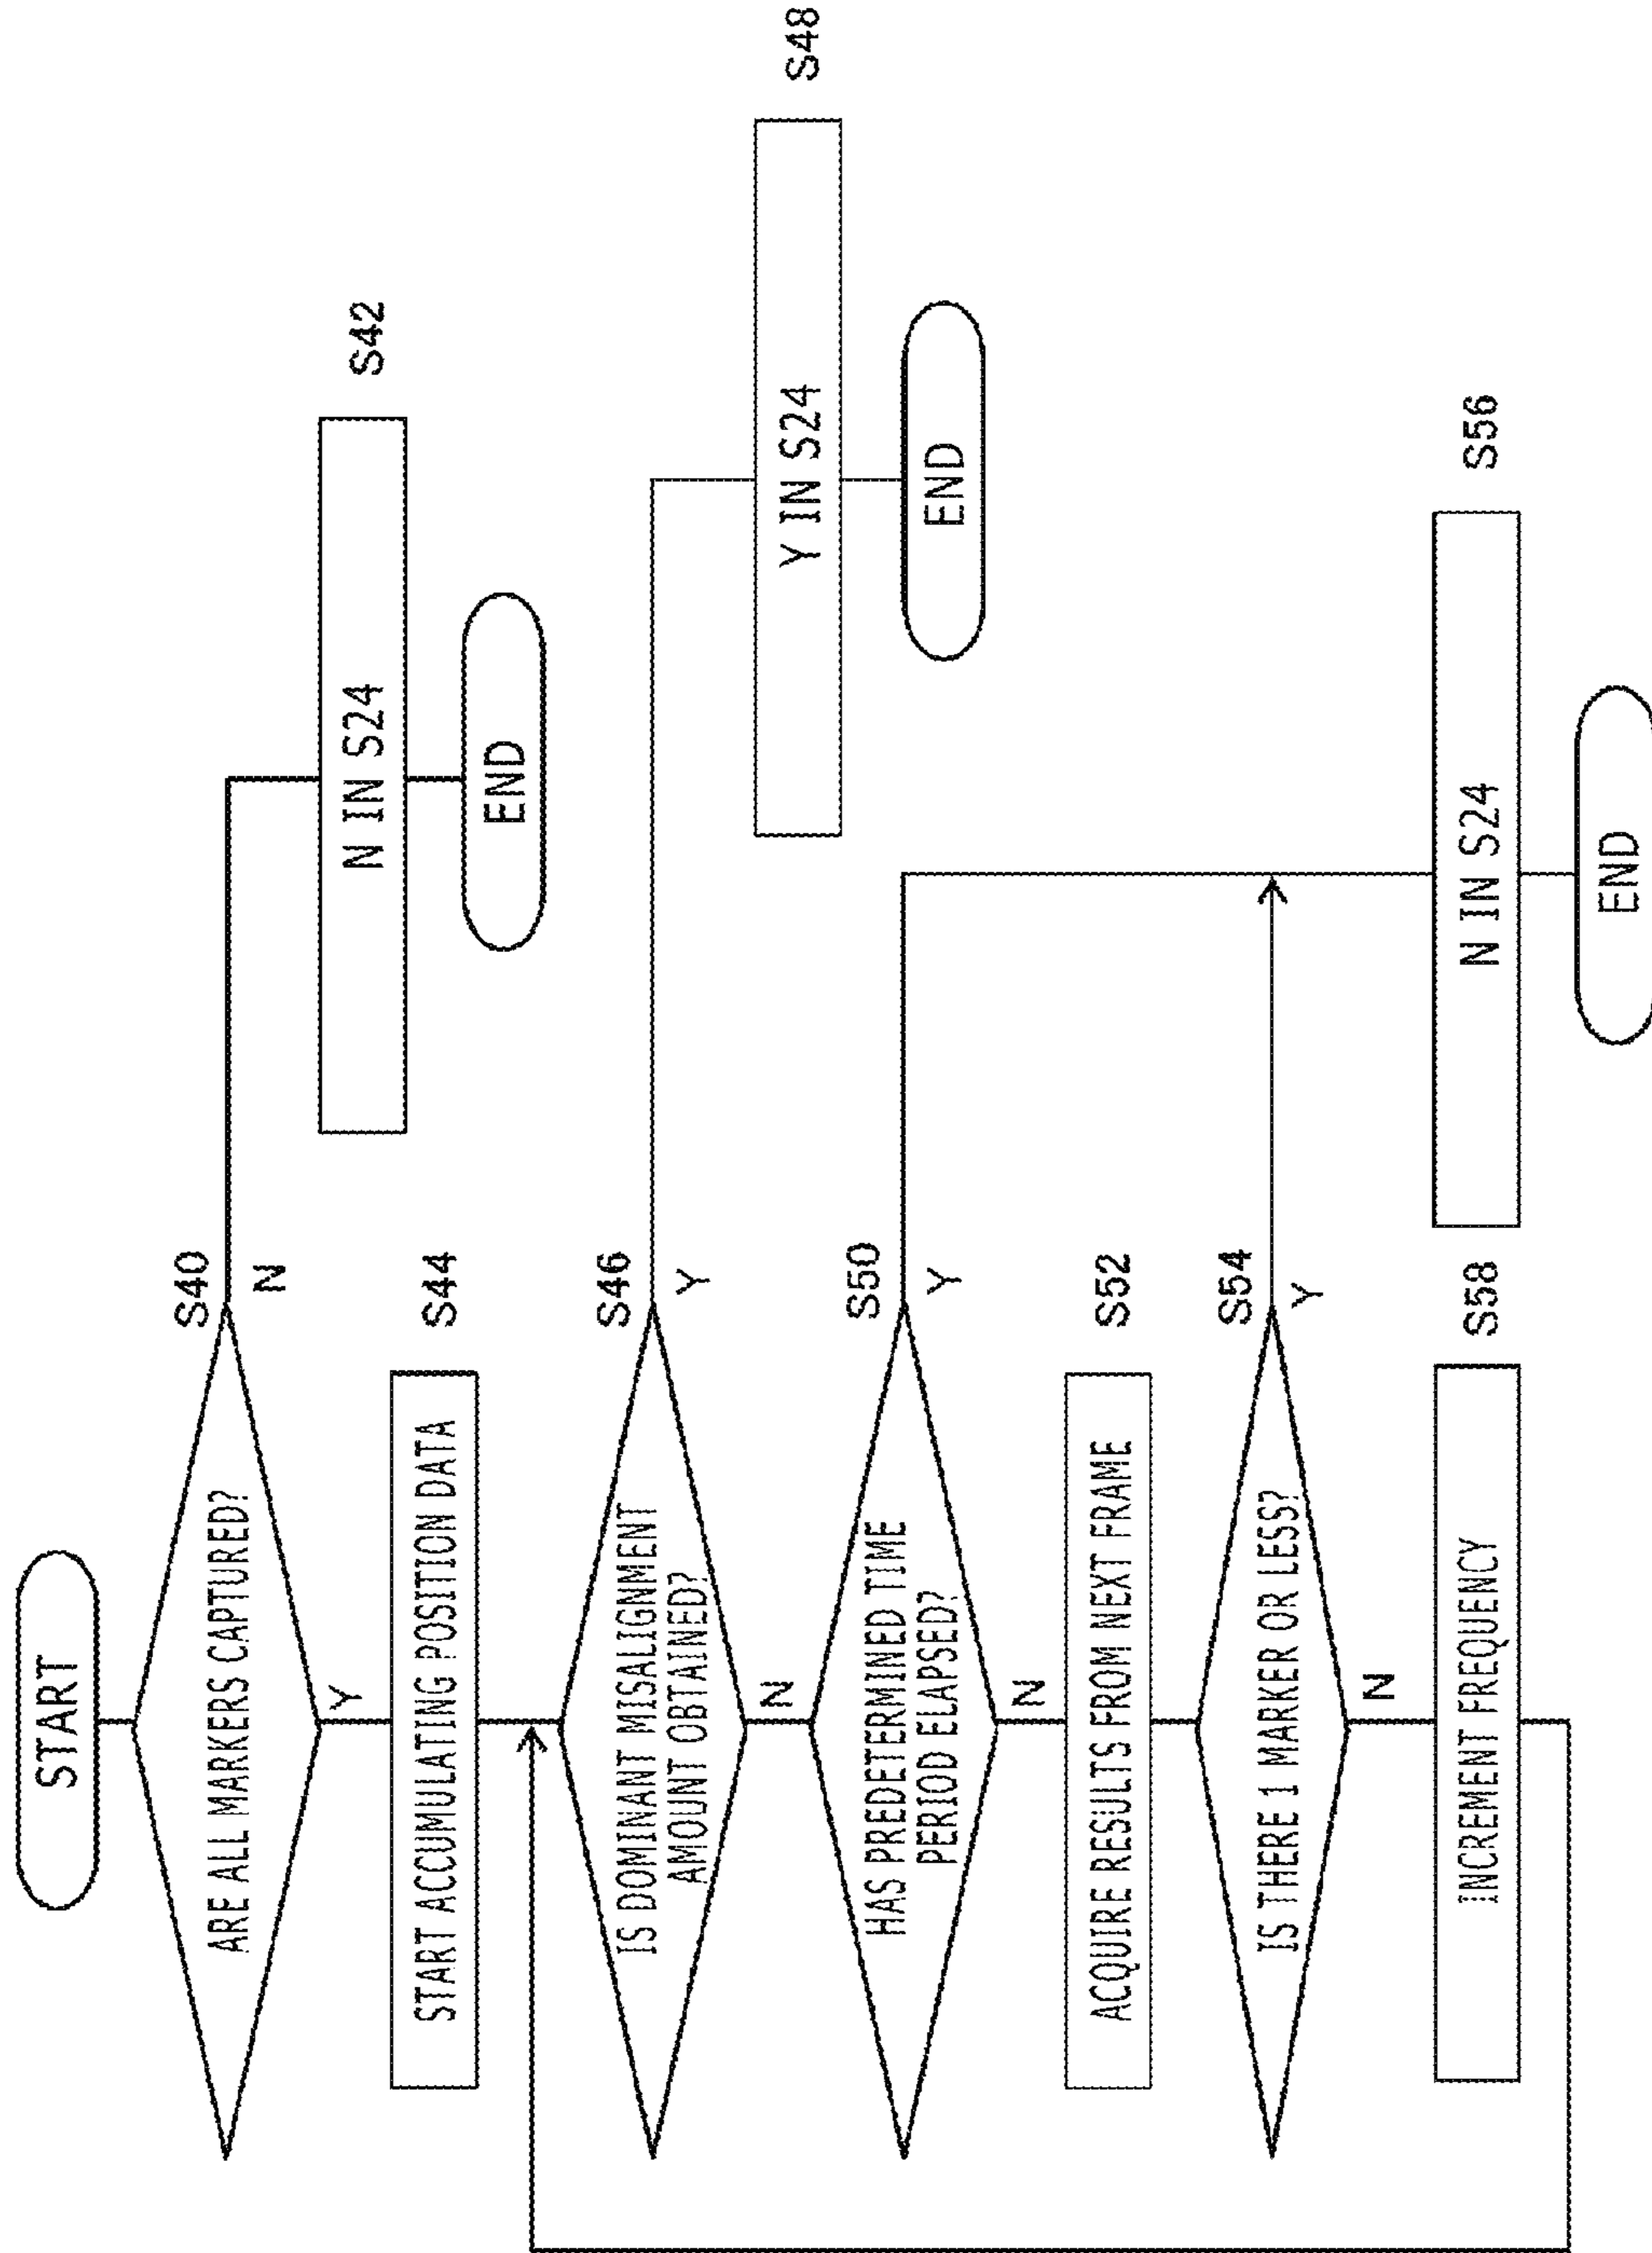 START
ARE ALL MARKERS CAPTURED?
S40
N
N IN S24
S42
END
Y
START ACCUMULATING POSITION DATA
S44
IS DOMINANT MISALIGNMENT
AMOUNT OBTAINED?
S46
Y
Y IN S24
S48
END
N
HAS PREDETERMINED TIME
PERIOD ELAPSED?
S50
Y
N
ACQUIRE RESULTS FROM NEXT FRAME
S52
IS THERE 1 MARKER OR LESS?
S54
Y
N
INCREMENT FREQUENCY
S58
N IN S24
S56
END